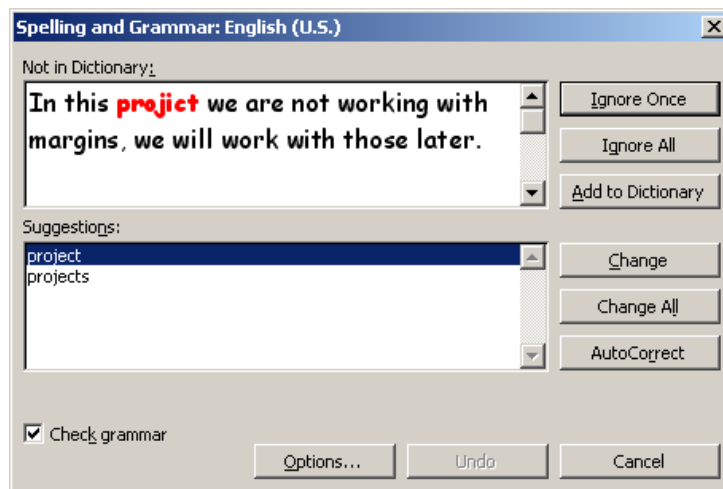 Spelling and Grammar: English (U.S.)
Not in Dictionary:
In this projict we are not working with
margins, we will work with those later.
Ignore Once
Ignore All
Add to Dictionary
Suggestions:
project
projects
Change
Change All
AutoCorrect
Check grammar
Options...
Undo
Cancel